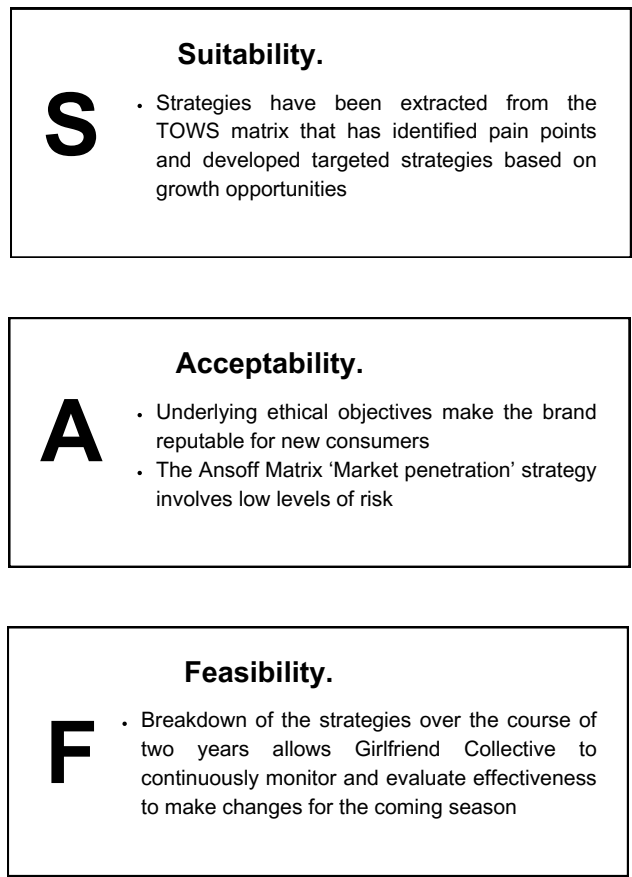 Suitability.
S
• Strategies have been extracted from the
TOWS matrix that has identified pain points
and developed targeted strategies based on
growth opportunities
Acceptability.
A
• Underlying ethical objectives make the brand
reputable for new consumers
• The Ansoff Matrix ‘Market penetration’ strategy
involves low levels of risk
Feasibility.
F
• Breakdown of the strategies over the course of
two years allows Girlfriend Collective to
continuously monitor and evaluate effectiveness
to make changes for the coming season